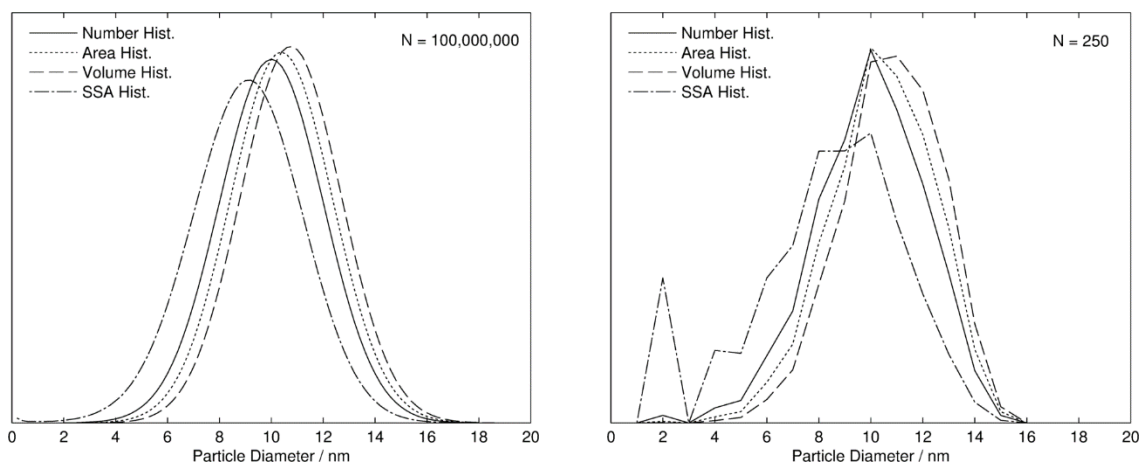 Number Hist.
Area Hist.
Volume Hist.
SSA Hist.
N = 100,000,000
0 2 4 6 8 10 12 14 16 18 20
Particle Diameter / nm
Number Hist.
Area Hist.
Volume Hist.
SSA Hist.
N = 250
0 2 4 6 8 10 12 14 16 18 20
Particle Diameter / nm